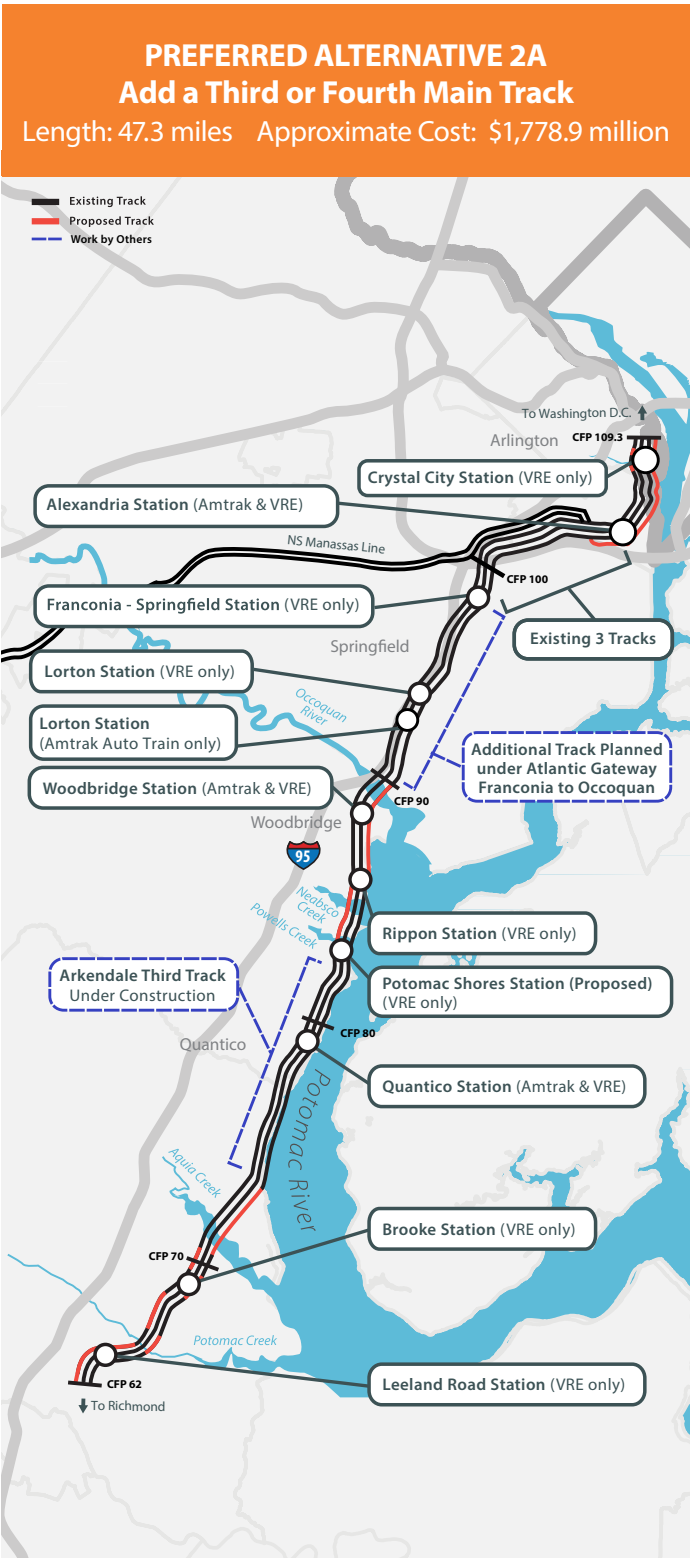 PREFERRED ALTERNATIVE 2A
Add a Third or Fourth Main Track
Length: 47.3 miles Approximate Cost: $1,778.9 million
Existing Track
Proposed Track
Work by Others
To Washington D.C.
Arlington
CFP 109.3
Crystal City Station (VRE only)
Alexandria Station (Amtrak & VRE)
NS Manassas Line
CFP 100
Franconia - Springfield Station (VRE only)
Existing 3 Tracks
Springfield
Lorton Station (VRE only)
Occoquan
River
Lorton Station
(Amtrak Auto Train only)
Additional Track Planned
under Atlantic Gateway
Franconia to Occoquan
Woodbridge Station (Amtrak & VRE)
CFP 90
Woodbridge
95
Neabsco
Creek
Powells Creek
Rippon Station (VRE only)
Arkendale Third Track
Under Construction
Potomac Shores Station (Proposed)
(VRE only)
CFP 80
Quantico
Quantico Station (Amtrak & VRE)
Potomac River
Aquia Creek
Brooke Station (VRE only)
CFP 70
Potomac Creek
CFP 62
Leeland Road Station (VRE only)
To Richmond